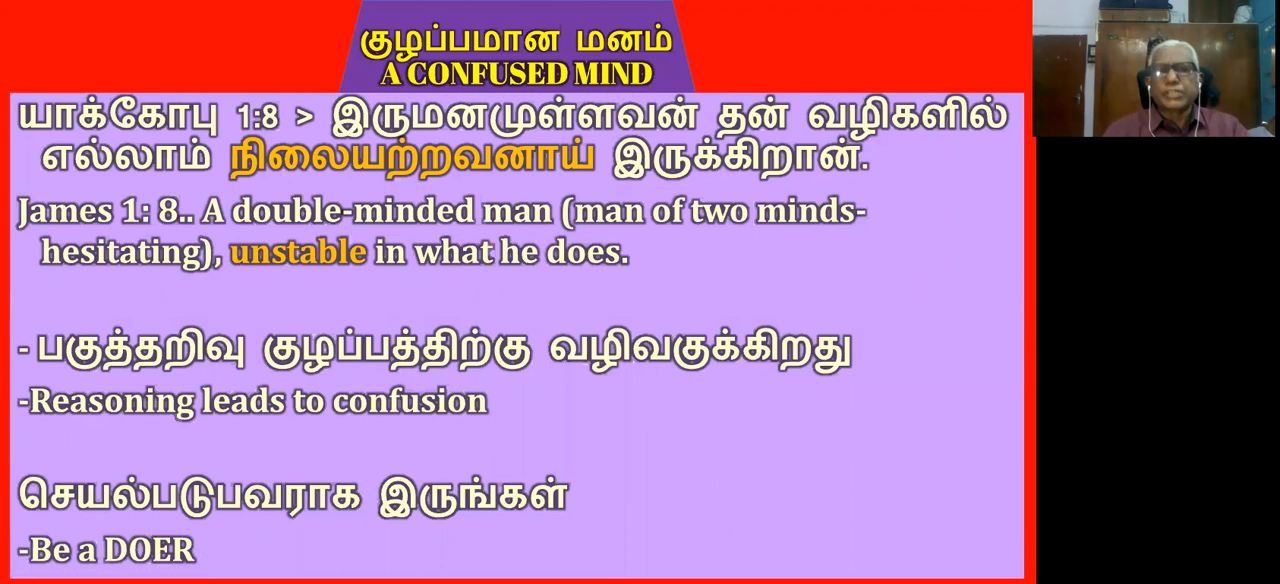 குழப்பமான மனம்
A CONFUSED MIND
யாக்கோபு 1:8 > இருமனமுள்ளவன் தன் வழிகளில்
எல்லாம் நிலையற்றவனாய் இருக்கிறான்.
James 1: 8.. A double-minded man (man of two minds-
hesitating), unstable in what he does.
- பகுத்தறிவு குழப்பத்திற்கு வழிவகுக்கிறது
-Reasoning leads to confusion
செயல்படுபவராக இருங்கள்
-Be a DOER